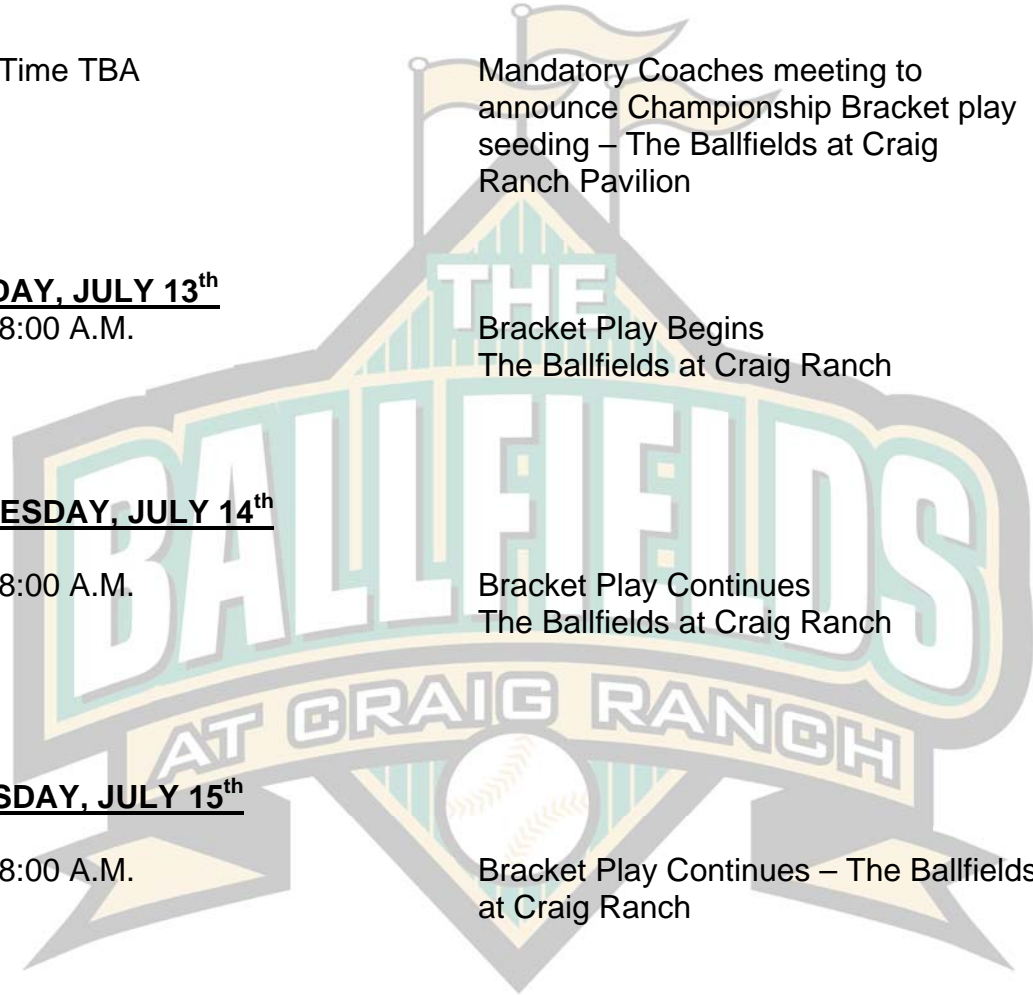 Time TBA Mandatory Coaches meeting to
announce Championship Bracket play
seeding – The Ballfields at Craig
Ranch Pavilion
DAY, JULY 13th
8:00 A.M. Bracket Play Begins
The Ballfields at Craig Ranch
ESDAY, JULY 14th
8:00 A.M. Bracket Play Continues
The Ballfields at Craig Ranch
SDAY, JULY 15th
8:00 A.M. Bracket Play Continues – The Ballfields
at Craig Ranch
THE
BALLFIELDS
AT CRAIG RANCH